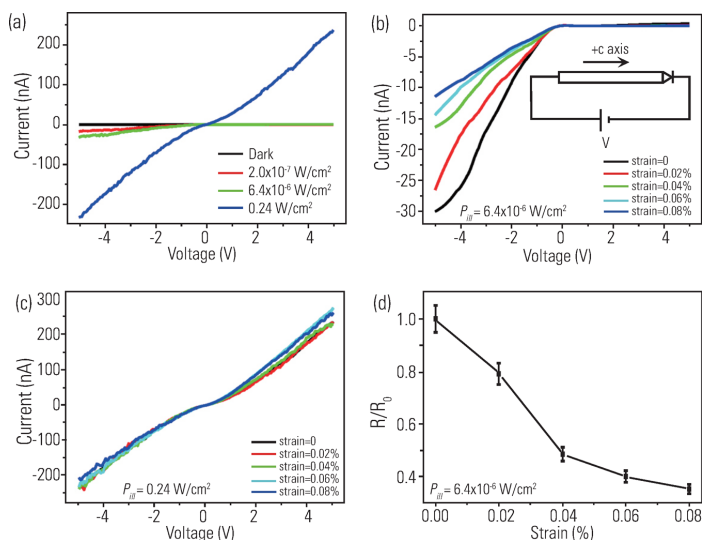 (a)
Current (nA)
200
100
0
-100
-200
Dark
2.0x10⁻⁷ W/cm²
6.4x10⁻⁶ W/cm²
0.24 W/cm²
-4 -2 0 2 4
Voltage (V)
(b)
Current (nA)
0
-5
-10
-15
-20
-25
-30
+c axis
V
strain=0
strain=0.02%
strain=0.04%
strain=0.06%
strain=0.08%
Pill = 6.4x10⁻⁶ W/cm²
-4 -2 0 2 4
Voltage (V)
(c)
Current (nA)
300
200
100
0
-100
-200
strain=0
strain=0.02%
strain=0.04%
strain=0.06%
strain=0.08%
Pill = 0.24 W/cm²
-4 -2 0 2 4
Voltage (V)
(d)
R/R₀
1.0
0.8
0.6
0.4
Pill = 6.4x10⁻⁶ W/cm²
0.00 0.02 0.04 0.06 0.08
Strain (%)